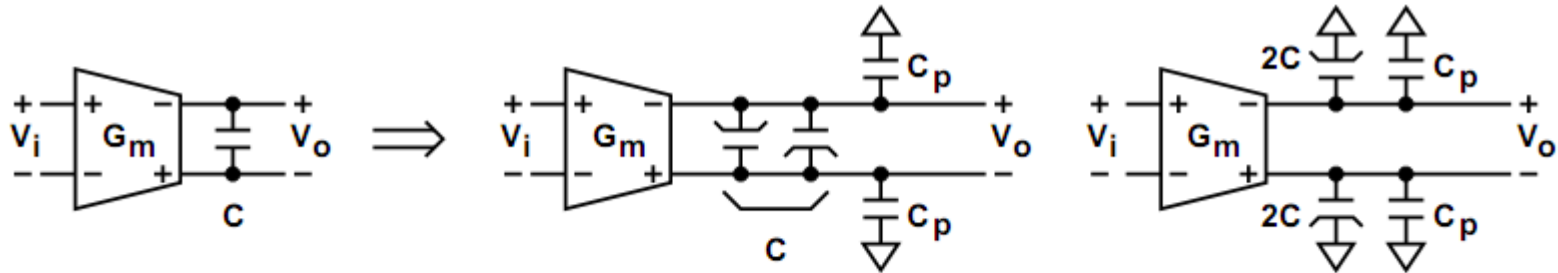 + + − +
Vi Gm Vo
− − + −
C
Cp
+ + − +
Vi Gm Vo
− − + −
Cp
C
2C Cp
+ + − +
Vi Gm Vo
− − + −
2C Cp